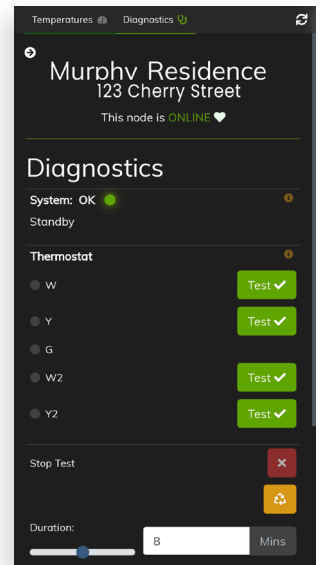 Temperatures Diagnostics
Murphy Residence
123 Cherry Street
This node is ONLINE
Diagnostics
System: OK
Standby
Thermostat
W Test
Y Test
G
W2 Test
Y2 Test
Stop Test
Duration:
8 Mins